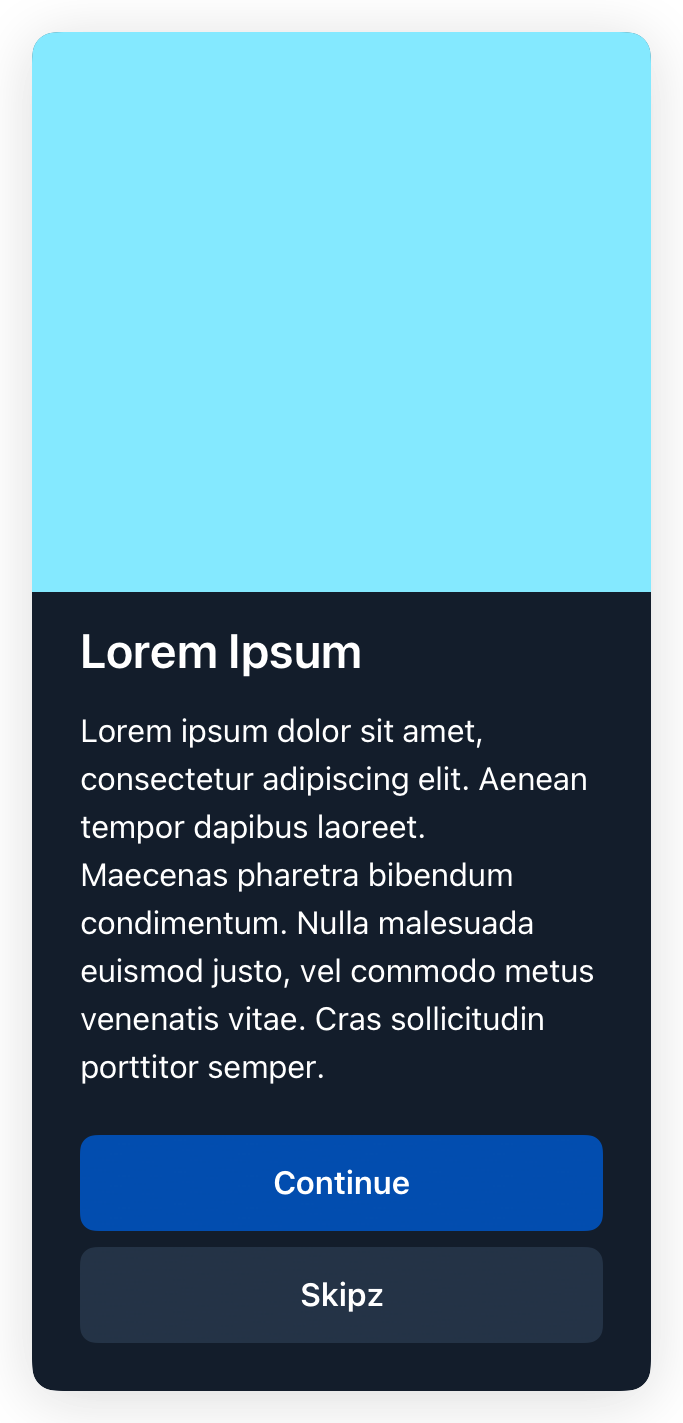 Lorem Ipsum
Lorem ipsum dolor sit amet,
consectetur adipiscing elit. Aenean
tempor dapibus laoreet.
Maecenas pharetra bibendum
condimentum. Nulla malesuada
euismod justo, vel commodo metus
venenatis vitae. Cras sollicitudin
porttitor semper.
Continue
Skipz